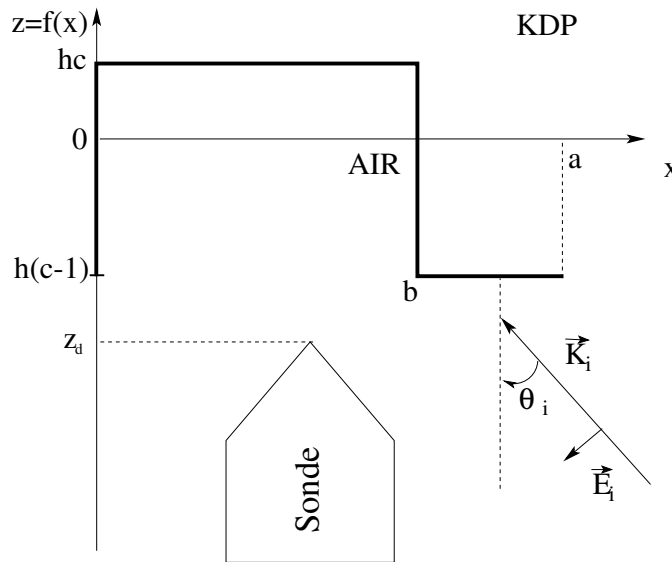 z=f(x)
KDP
hc
0
AIR
a
x
h(c-1)
b
z_d
K_i
θ_i
E_i
Sonde